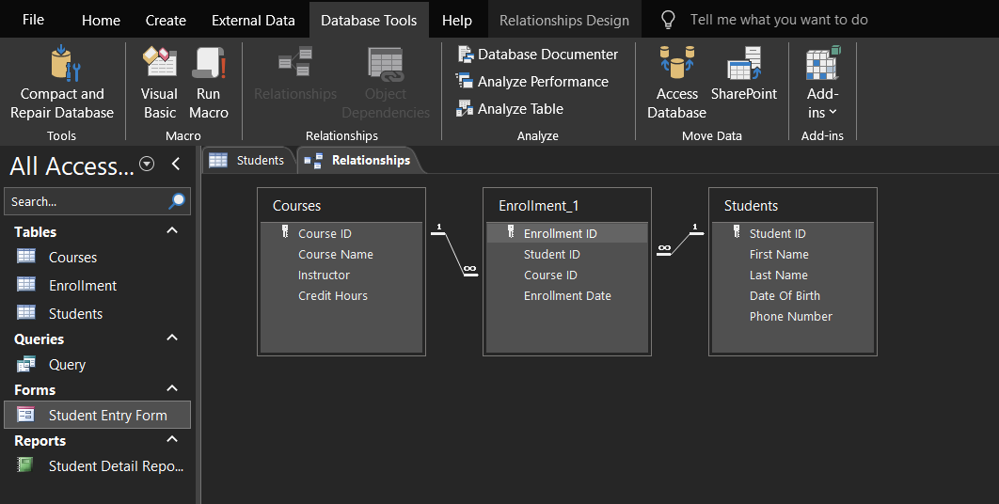 File
Home
Create
External Data
Database Tools
Help
Relationships Design
Tell me what you want to do
Compact and
Repair Database
Tools
Visual
Basic
Run
Macro
Macro
Relationships
Object
Dependencies
Relationships
Database Documenter
Analyze Performance
Analyze Table
Analyze
Access
Database
SharePoint
Move Data
Add-
ins
Add-ins
All Access...
Search...
Tables
Courses
Enrollment
Students
Queries
Query
Forms
Student Entry Form
Reports
Student Detail Repo...
Students
Relationships
Courses
Course ID
Course Name
Instructor
Credit Hours
1
∞
Enrollment_1
Enrollment ID
Student ID
Course ID
Enrollment Date
∞
1
Students
Student ID
First Name
Last Name
Date Of Birth
Phone Number